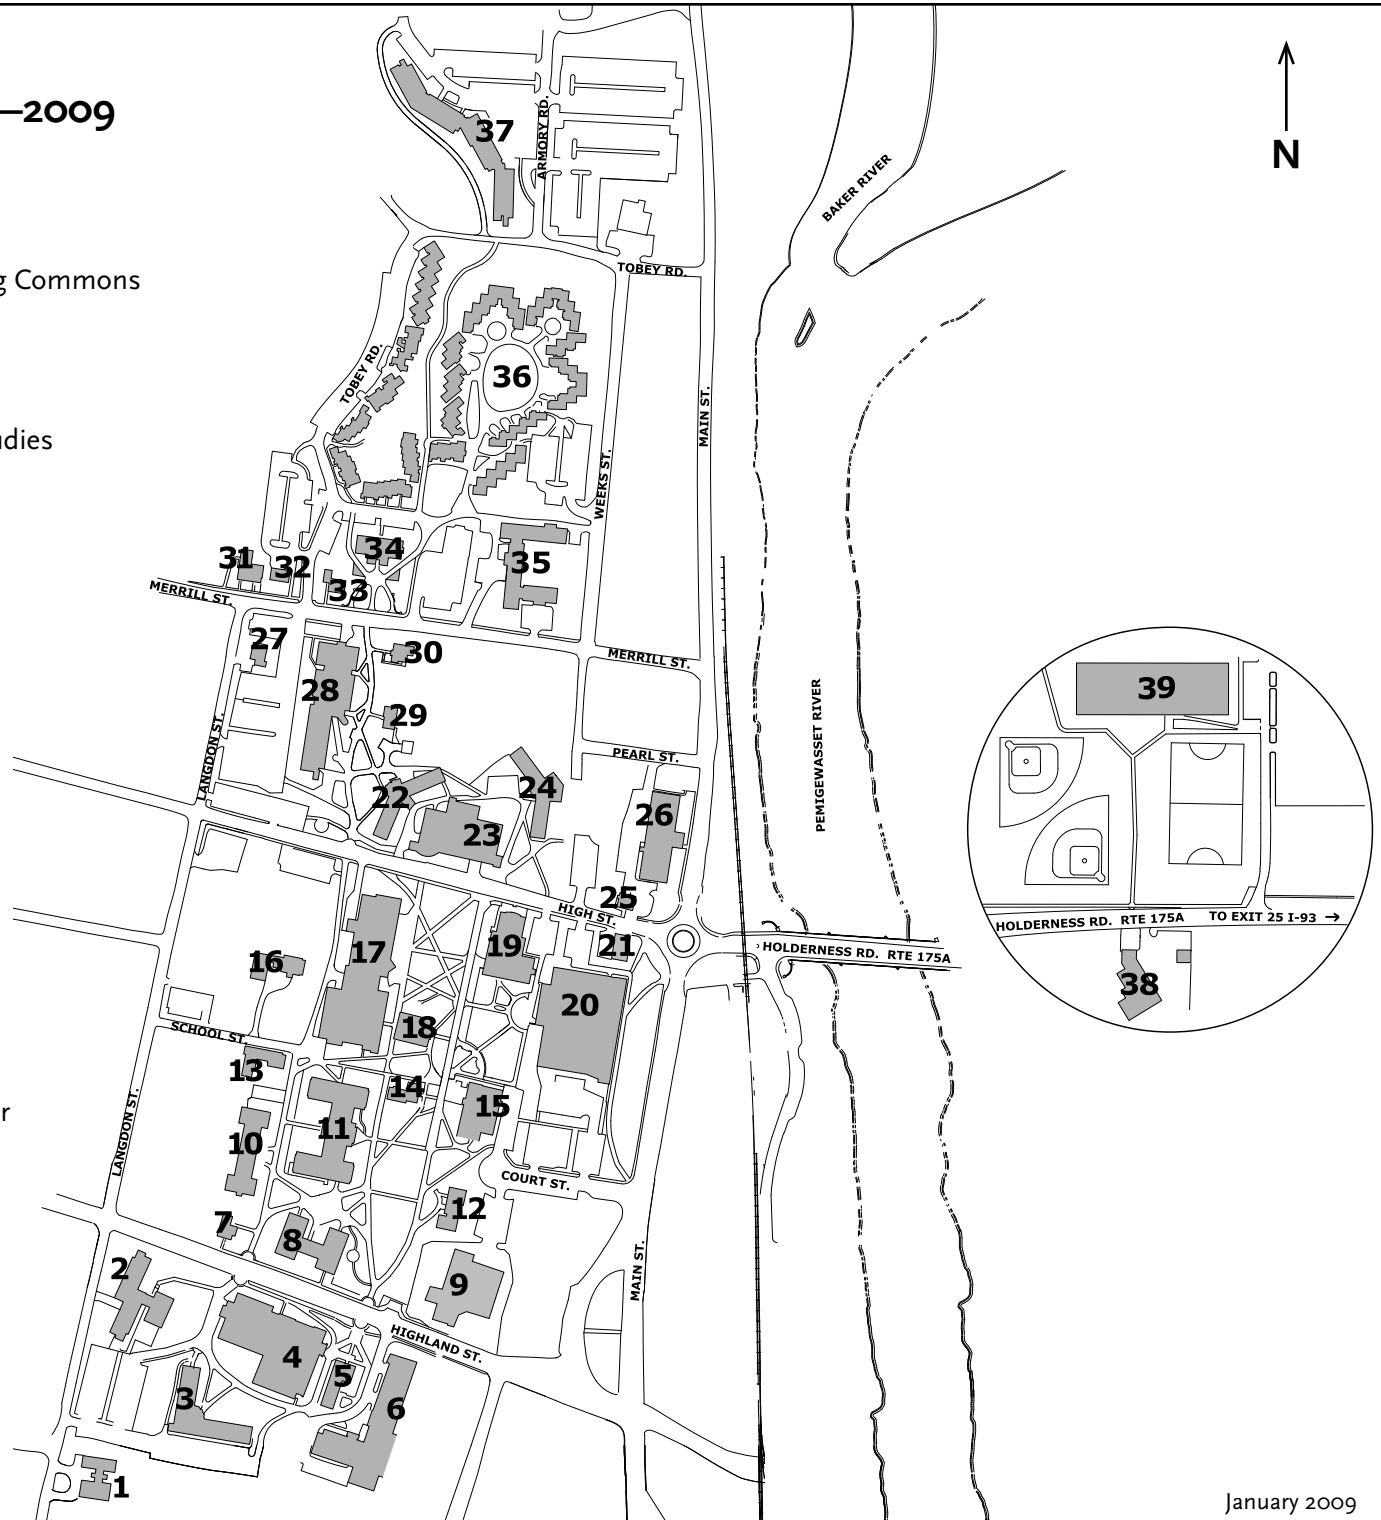 –2009
g Commons
udies
r
N
37
ARMORY RD.
BAKER RIVER
TOBEY RD.
TOBEY RD.
36
MAIN ST.
WEEKS ST.
34
35
31
32
33
MERRILL ST.
27
30
MERRILL ST.
28
29
LANGDON ST.
PEMIGEWASSET RIVER
PEARL ST.
39
22
24
23
26
25
HIGH ST.
21
HOLDERNESS RD. RTE 175A
HOLDERNESS RD. RTE 175A TO EXIT 25 I-93 →
38
16
17
19
20
SCHOOL ST.
18
13
14
15
10
11
LANGDON ST.
COURT ST.
12
7
8
9
MAIN ST.
2
HIGHLAND ST.
4
5
3
6
1
January 2009